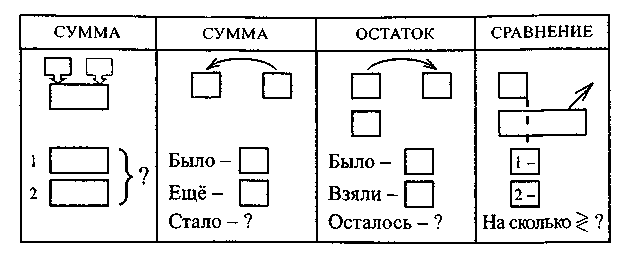 СУММА
СУММА
ОСТАТОК
СРАВНЕНИЕ
1
2
?
Было –
Ещё –
Стало – ?
Было –
Взяли –
Осталось – ?
1 –
2 –
На сколько ≷ ?